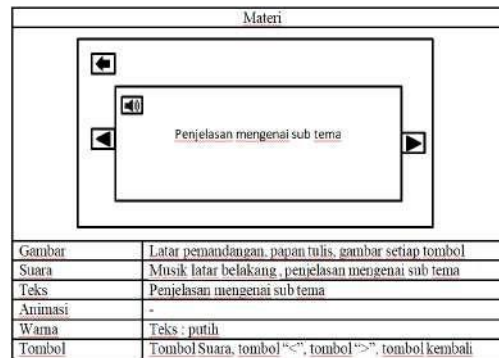 Materi
Penjelasan mengenai sub tema
Gambar Latar pemandangan, papan tulis, gambar setiap tombol
Suara Musik latar belakang , penjelasan mengenai sub tema
Teks Penjelasan mengenai sub tema
Animasi -
Warna Teks : putih
Tombol Tombol Suara, tombol “<”, tombol “>”, tombol kembali